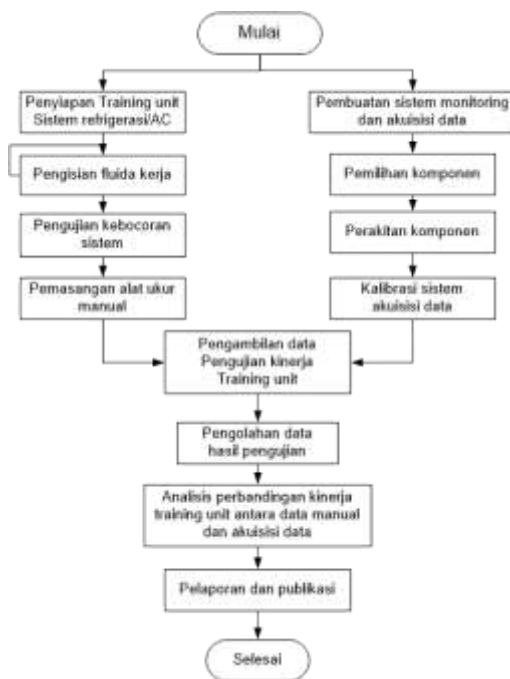 Mulai
Penyiapan Training unit
Sistem refrigerasi/AC
Pengisian fluida kerja
Pengujian kebocoran
sistem
Pemasangan alat ukur
manual
Pembuatan sistem monitoring
dan akuisisi data
Pemilihan komponen
Perakitan komponen
Kalibrasi sistem
akuisisi data
Pengambilan data
Pengujian kinerja
Training unit
Pengolahan data
hasil pengujian
Analisis perbandingan kinerja
training unit antara data manual
dan akuisisi data
Pelaporan dan publikasi
Selesai